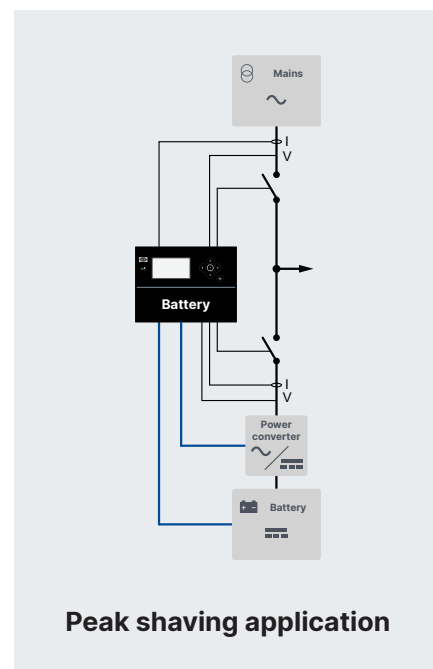 Mains
I
V
Battery
I
V
Power
converter
Battery
Peak shaving application